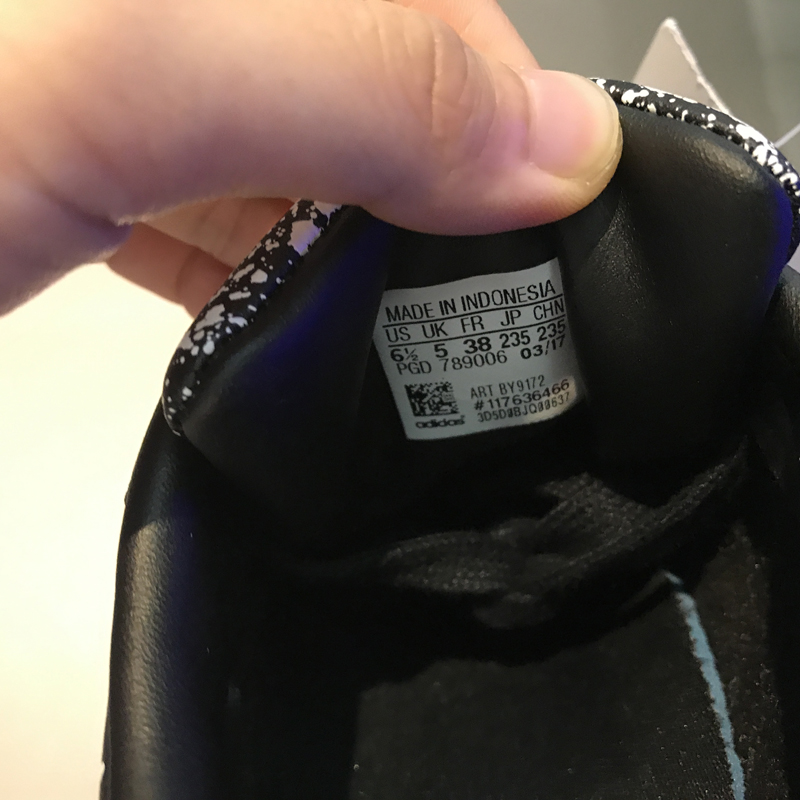 MADE IN INDONESIA
US UK FR JP CHN
6½ 5 38 235 235
PGD 789006 03/17
ART BY9172
#117636466
3D5D0BJQ00637
adidas